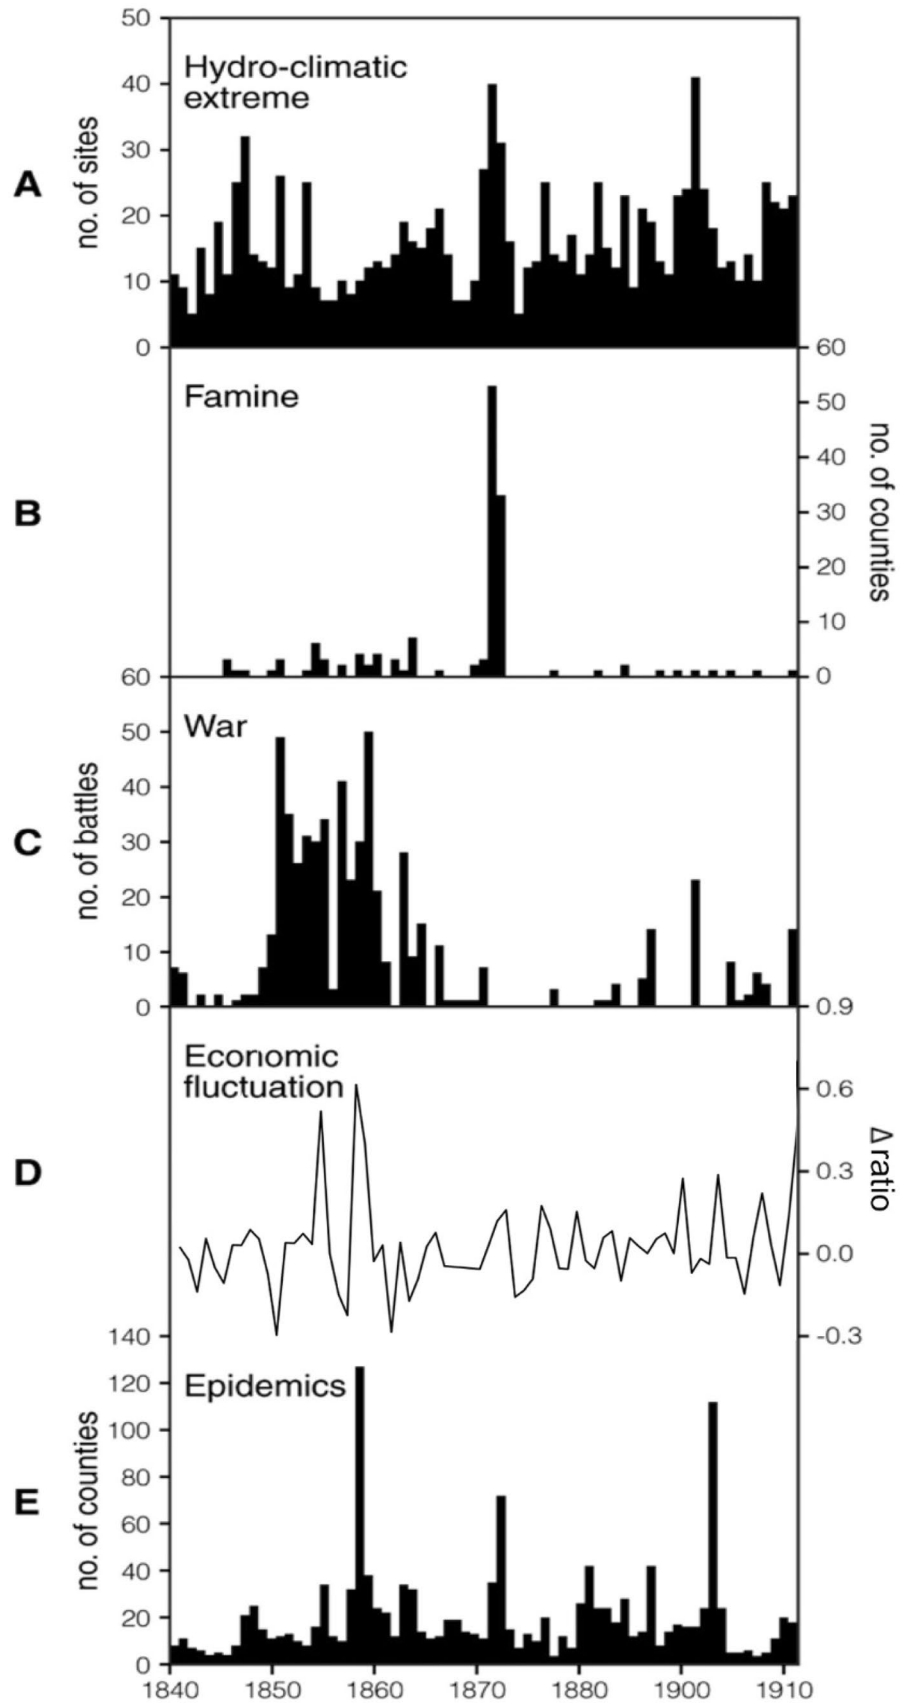 50
Hydro-climatic
extreme
40
30
20
10
0
no. of sites
A
60
Famine
50
40
30
20
10
0
no. of counties
B
60
War
50
40
30
20
10
0
no. of battles
C
0.9
Economic
fluctuation
0.6
0.3
0.0
-0.3
Δ ratio
D
140
Epidemics
120
100
80
60
40
20
0
no. of counties
E
1840 1850 1860 1870 1880 1890 1900 1910